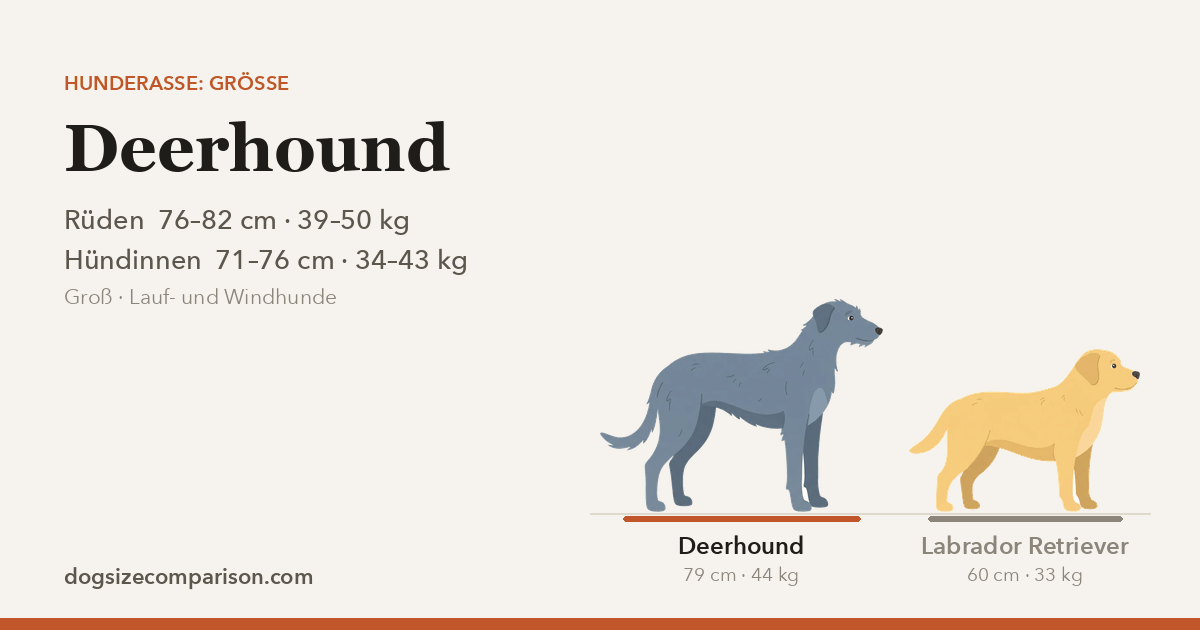 HUNDERASSE: GRÖSSE
Deerhound
Rüden 76–82 cm · 39–50 kg
Hündinnen 71–76 cm · 34–43 kg
Groß · Lauf- und Windhunde
Deerhound
79 cm · 44 kg
Labrador Retriever
60 cm · 33 kg
dogsizecomparison.com